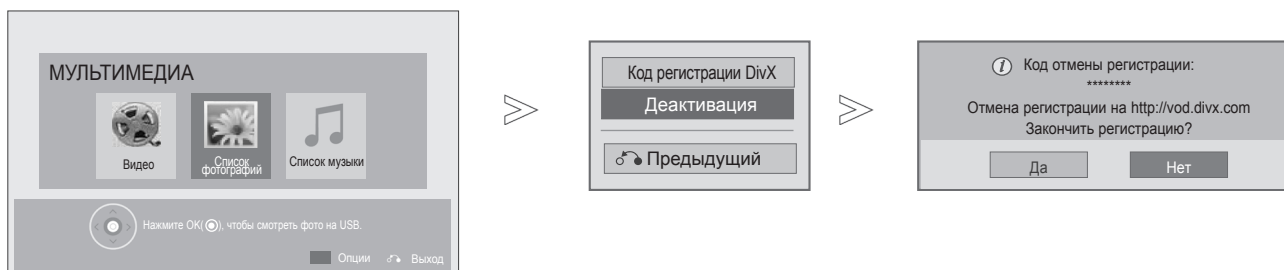 МУЛЬТИМЕДИА
Видео
Список
фотографий
Список музыки
Нажмите ОК(◉), чтобы смотреть фото на USB.
Опции
Выход
Код регистрации DivX
Деактивация
Предыдущий
Код отмены регистрации:
********
Отмена регистрации на http://vod.divx.com
Закончить регистрацию?
Да
Нет